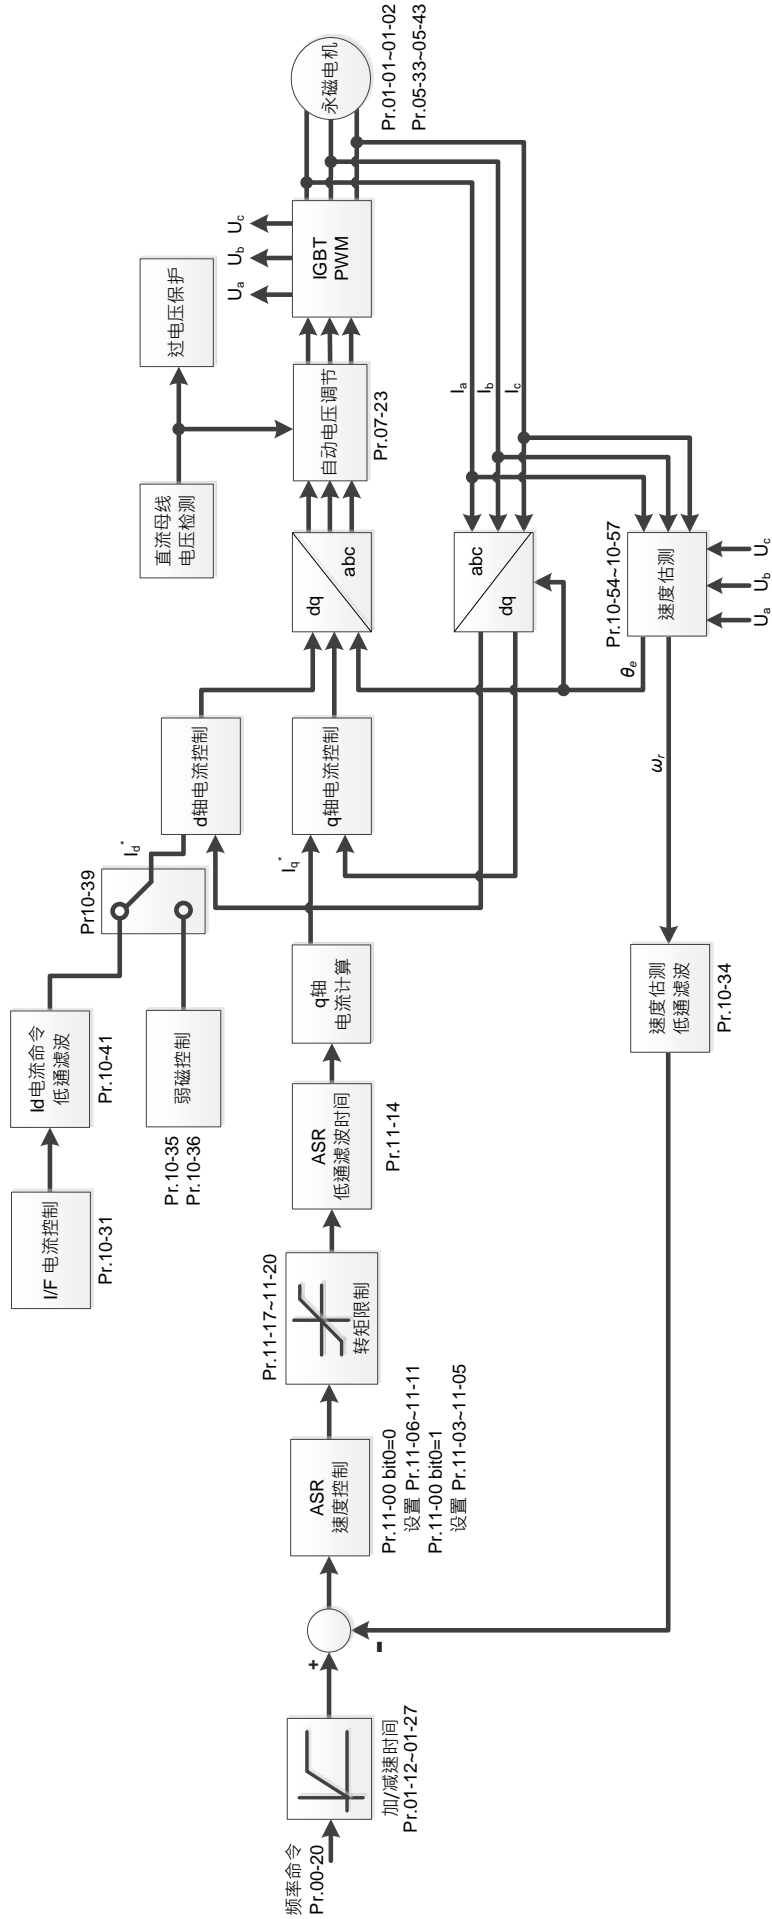 频率命令
Pr.00-20
加/减速时间
Pr.01-12~01-27
+
-
ASR
速度控制
Pr.11-00 bit0=0
设置 Pr.11-06~11-11
Pr.11-00 bit0=1
设置 Pr.11-03~11-05
Pr.11-17~11-20
转矩限制
ASR
低通滤波时间
Pr.11-14
q轴
电流计算
Iq*
I/F 电流控制
Pr.10-31
Id电流命令
低通滤波
Pr.10-41
Pr.10-35
Pr.10-36
弱磁控制
Pr10-39
Id*
d轴电流控制
q轴电流控制
dq
abc
直流母线
电压检测
过电压保护
自动电压调节
Pr.07-23
IGBT
PWM
Ua
Ub
Uc
永磁电机
Pr.01-01~01-02
Pr.05-33~05-43
Ia
Ib
Ic
abc
dq
Pr.10-54~10-57
速度估测
Ua
Ub
Uc
θe
ωr
速度估测
低通滤波
Pr.10-34